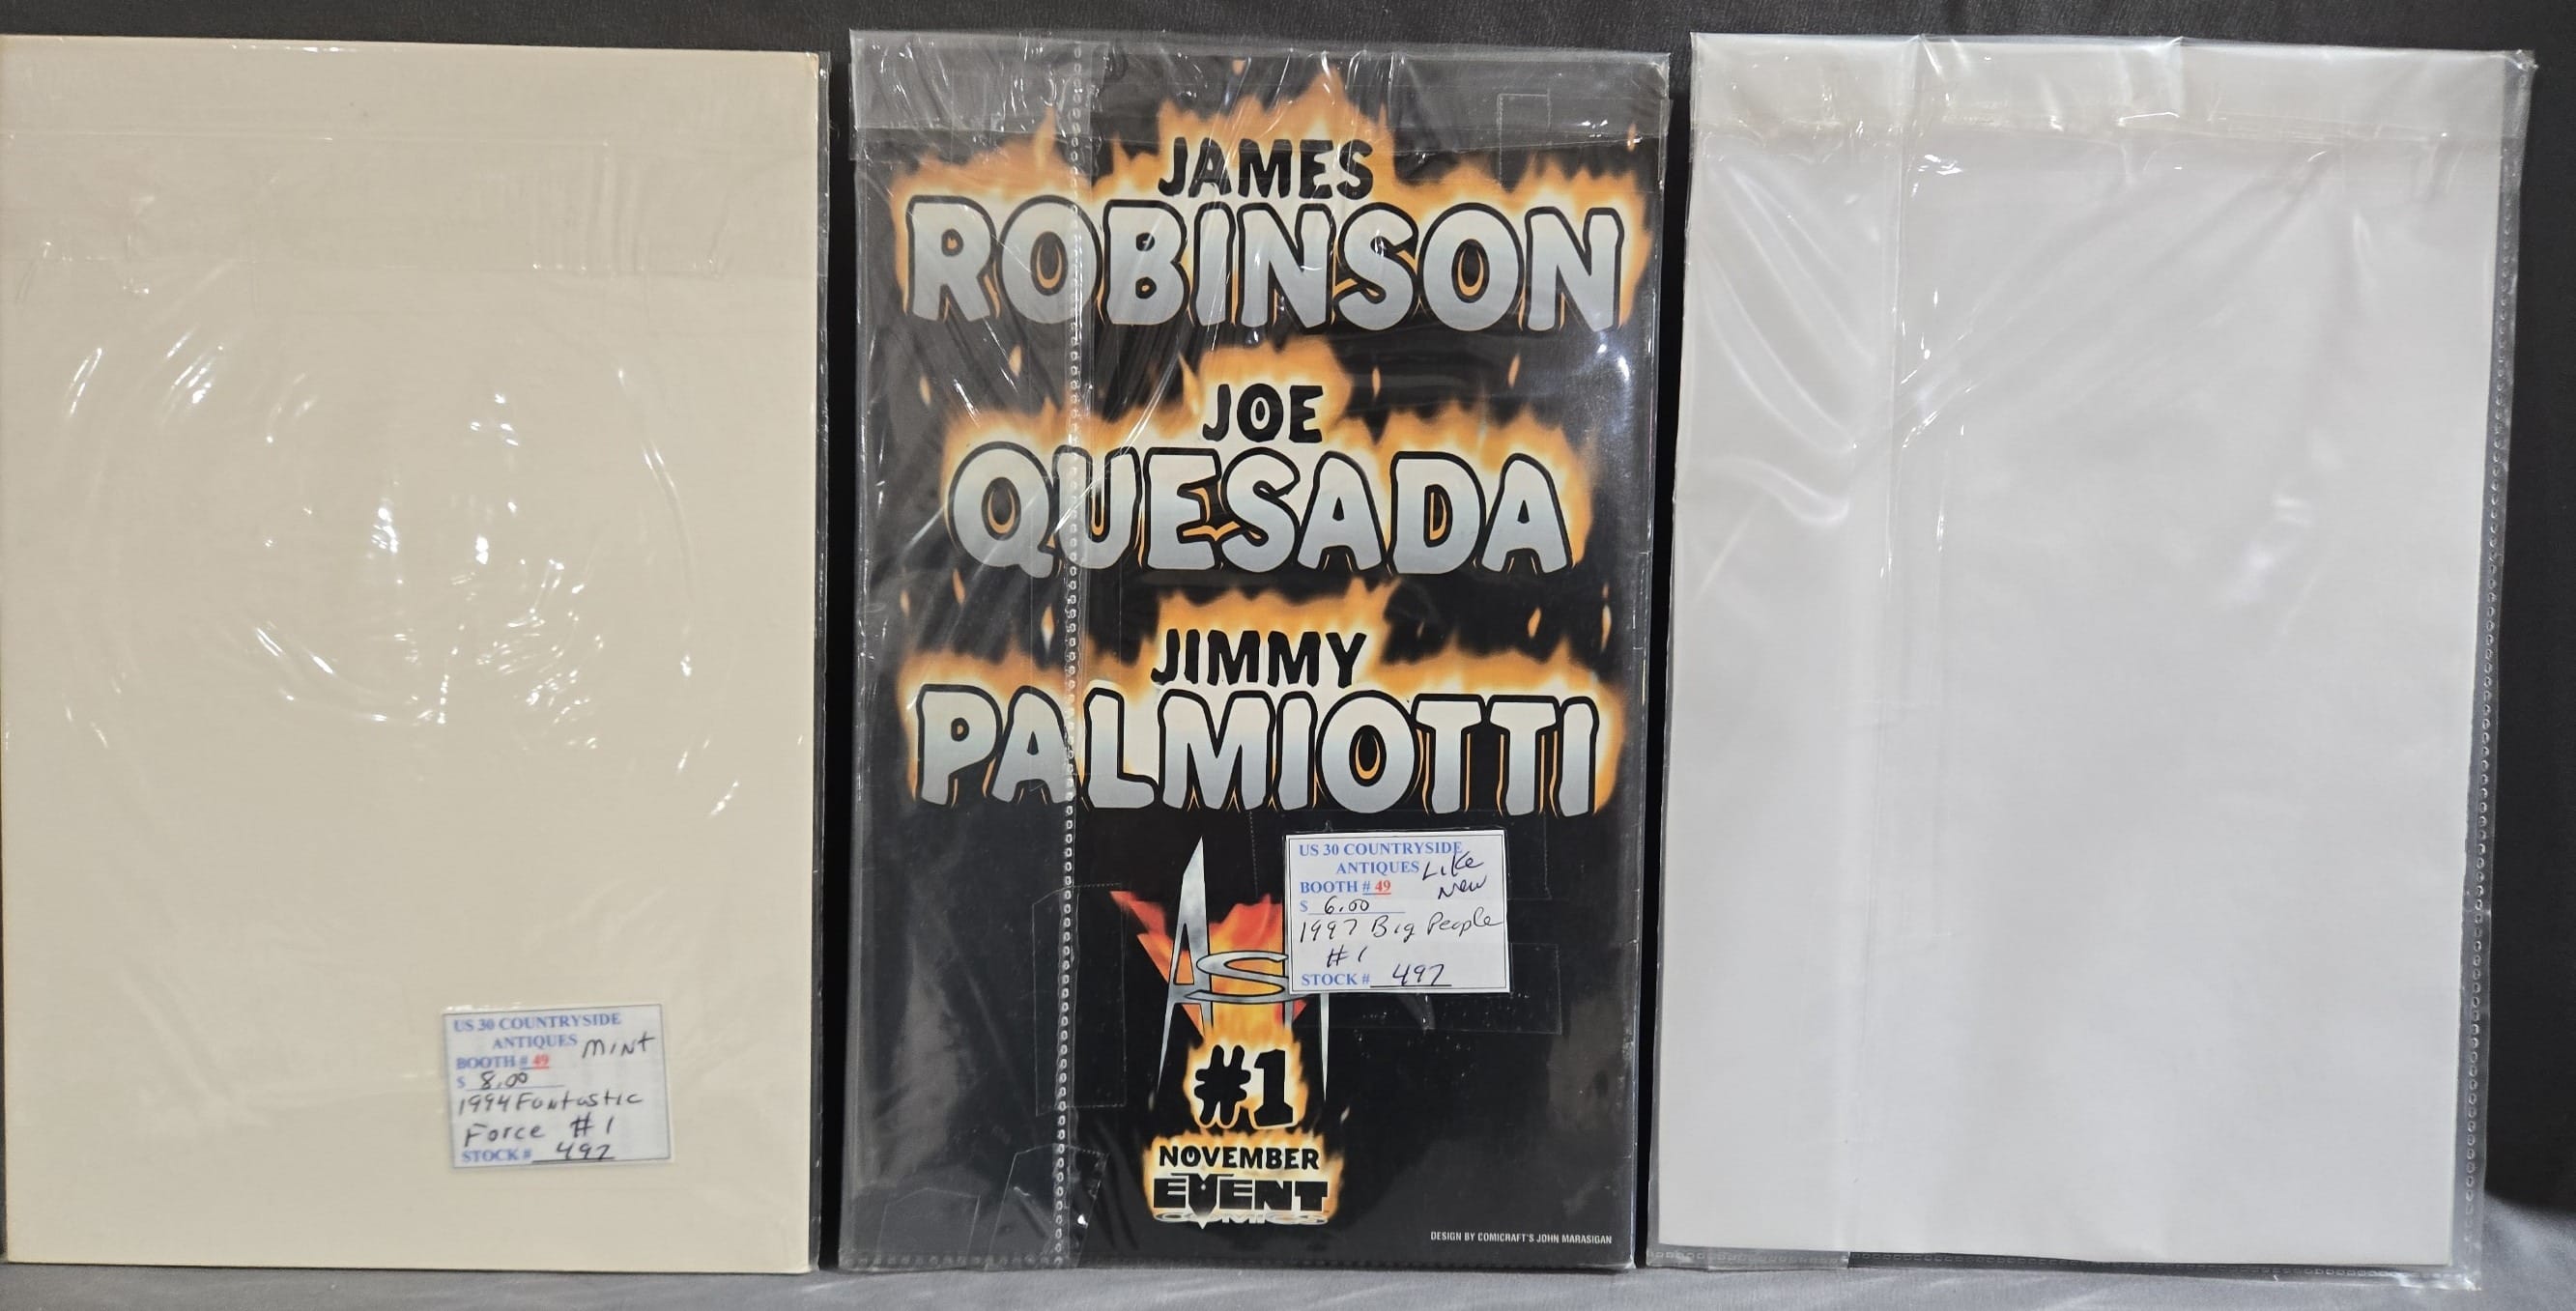 US 30 COUNTRYSIDE
ANTIQUES Mint
BOOTH # 49
$ 8.00
1994 Fantastic
Force #1
STOCK # 497
JAMES
ROBINSON
JOE
QUESADA
JIMMY
PALMIOTTI
US 30 COUNTRYSIDE
ANTIQUES Like
BOOTH # 49 New
$ 6.00
1997 Big People
#1
STOCK # 497
AS
#1
NOVEMBER
EVENT
COMICS
DESIGN BY COMICRAFT'S JOHN MARASIGAN